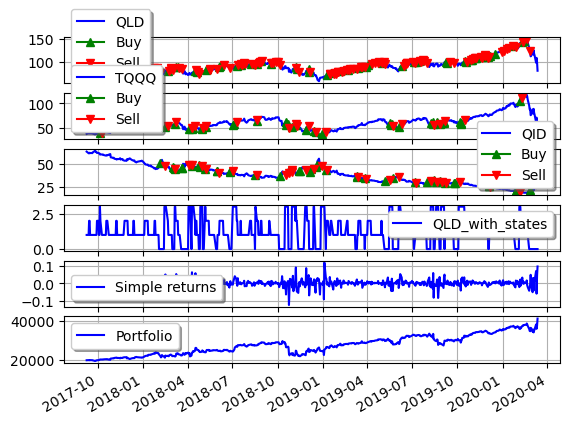 QLD
Buy
Sell
150
100
TQQQ
Buy
Sell
100
50
QID
Buy
Sell
50
25
QLD_with_states
2.5
0.0
Simple returns
0.1
0.0
−0.1
Portfolio
40000
20000
2017-10
2018-01
2018-04
2018-07
2018-10
2019-01
2019-04
2019-07
2019-10
2020-01
2020-04